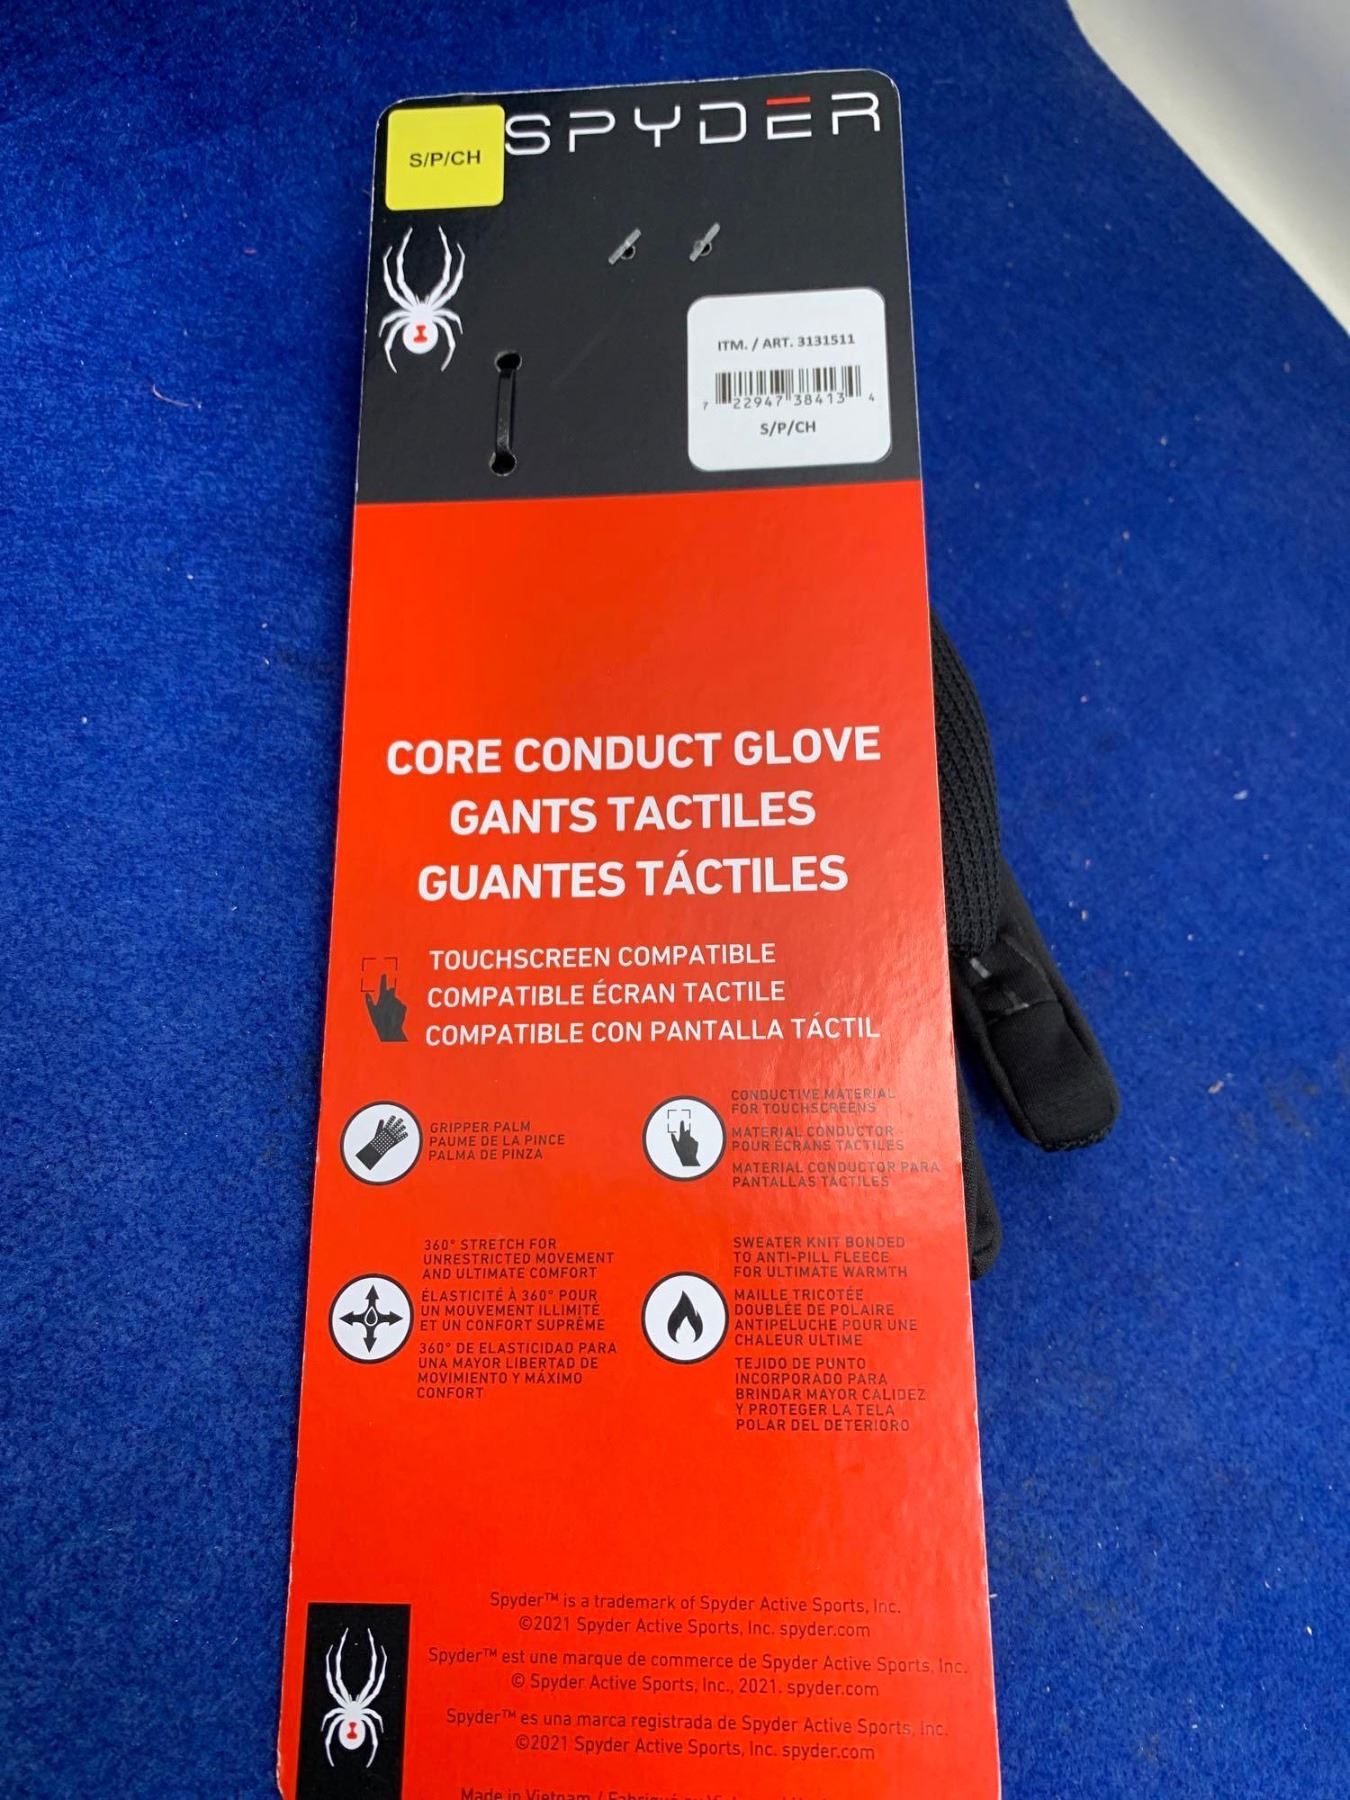 S/P/CH
SPYDER
ITM. / ART. 3131511
7 22947 38413 4
S/P/CH
CORE CONDUCT GLOVE
GANTS TACTILES
GUANTES TÁCTILES
TOUCHSCREEN COMPATIBLE
COMPATIBLE ÉCRAN TACTILE
COMPATIBLE CON PANTALLA TÁCTIL
GRIPPER PALM
PAUME DE LA PINCE
PALMA DE PINZA
CONDUCTIVE MATERIAL
FOR TOUCHSCREENS
MATERIAL CONDUCTOR
POUR ÉCRANS TACTILES
MATERIAL CONDUCTOR PARA
PANTALLAS TÁCTILES
360° STRETCH FOR
UNRESTRICTED MOVEMENT
AND ULTIMATE COMFORT
ÉLASTICITÉ À 360° POUR
UN MOUVEMENT ILLIMITÉ
ET UN CONFORT SUPRÊME
360° DE ELASTICIDAD PARA
UNA MAYOR LIBERTAD DE
MOVIMIENTO Y MÁXIMO
CONFORT
SWEATER KNIT BONDED
TO ANTI-PILL FLEECE
FOR ULTIMATE WARMTH
MAILLE TRICOTÉE
DOUBLÉE DE POLAIRE
ANTIPELUCHE POUR UNE
CHALEUR ULTIME
TEJIDO DE PUNTO
INCORPORADO PARA
BRINDAR MAYOR CALIDEZ
Y PROTEGER LA TELA
POLAR DEL DETERIORO
Spyder™ is a trademark of Spyder Active Sports, Inc.
©2021 Spyder Active Sports, Inc. spyder.com
Spyder™ est une marque de commerce de Spyder Active Sports, Inc.
© Spyder Active Sports, Inc., 2021. spyder.com
Spyder™ es una marca registrada de Spyder Active Sports, Inc.
©2021 Spyder Active Sports, Inc. spyder.com
Made in Vietnam / Fabriqué